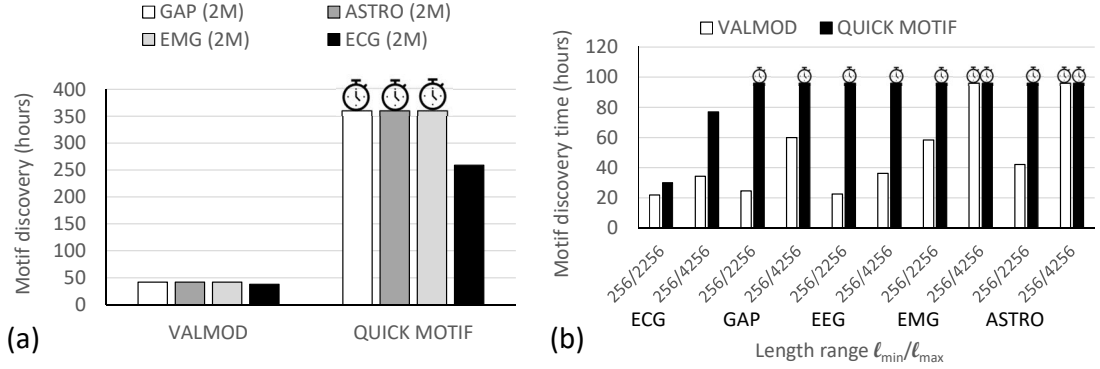 GAP (2M) ASTRO (2M)
EMG (2M) ECG (2M)
Motif discovery (hours)
400
350
300
250
200
150
100
50
0
VALMOD QUICK MOTIF
(a)
VALMOD QUICK MOTIF
Motif discovery time (hours)
120
100
80
60
40
20
0
256/2256 256/4256 256/2256 256/4256 256/2256 256/4256 256/2256 256/4256 256/2256 256/4256
ECG GAP EEG EMG ASTRO
Length range ℓmin/ℓmax
(b)